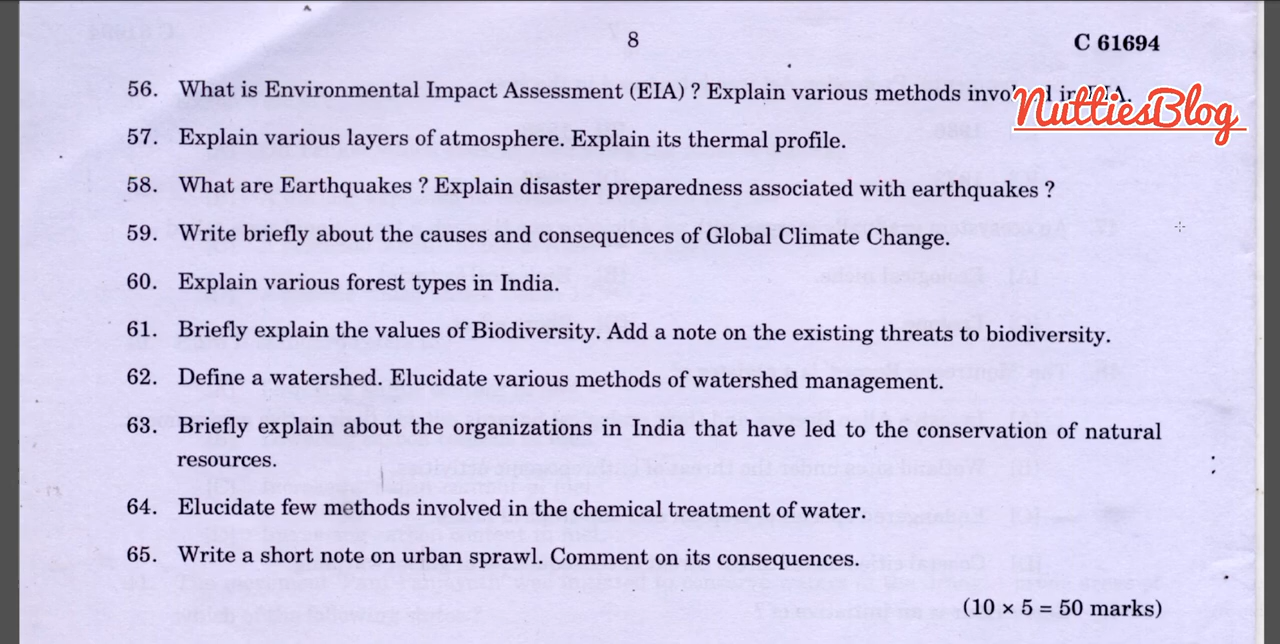 8
C 61694
56. What is Environmental Impact Assessment (EIA) ? Explain various methods in
NuttiesBlog
57. Explain various layers of atmosphere. Explain its thermal profile.
58. What are Earthquakes ? Explain disaster preparedness associated with earthquakes ?
59. Write briefly about the causes and consequences of Global Climate Change.
60. Explain various forest types in India.
61. Briefly explain the values of Biodiversity. Add a note on the existing threats to biodiversity.
62. Define a watershed. Elucidate various methods of watershed management.
63. Briefly explain about the organizations in India that have led to the conservation of natural
resources.
64. Elucidate few methods involved in the chemical treatment of water.
65. Write a short note on urban sprawl. Comment on its consequences.
(10 × 5 = 50 marks)